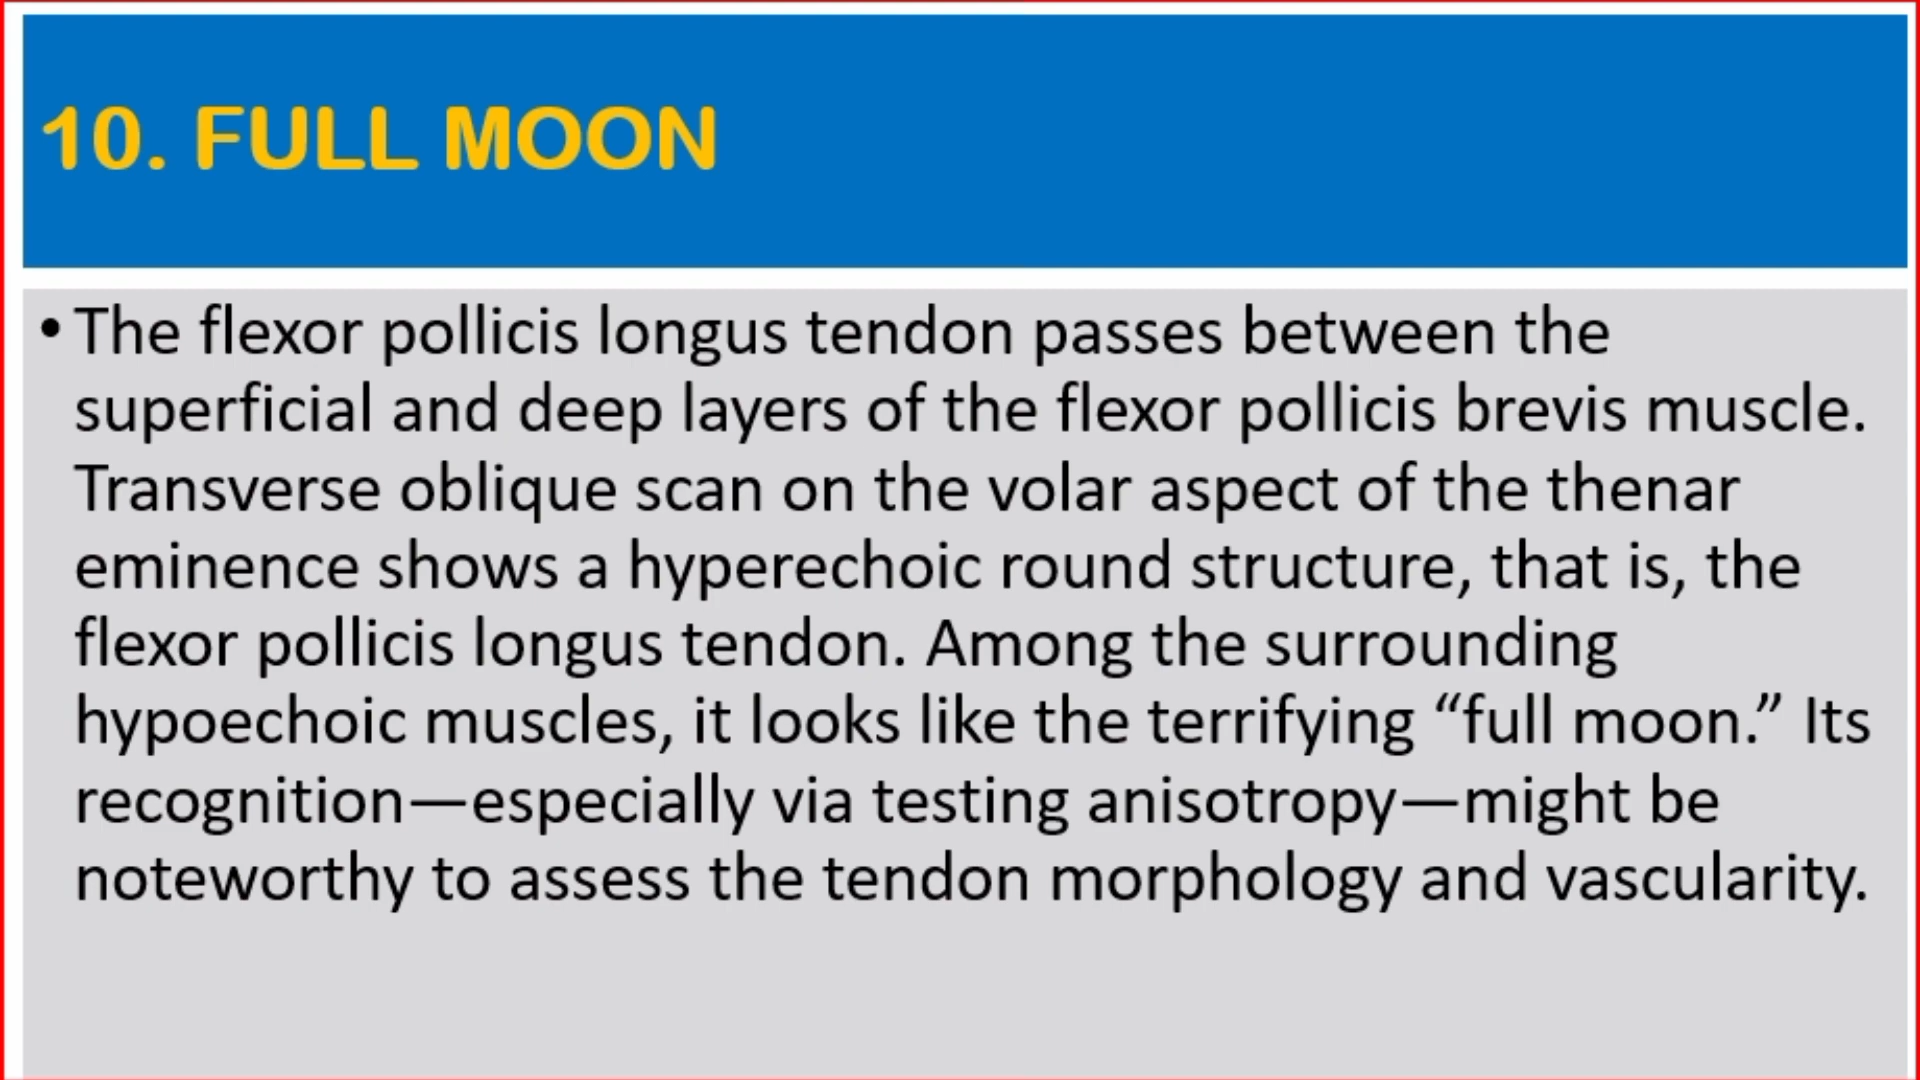 10. FULL MOON
• The flexor pollicis longus tendon passes between the
superficial and deep layers of the flexor pollicis brevis muscle.
Transverse oblique scan on the volar aspect of the thenar
eminence shows a hyperechoic round structure, that is, the
flexor pollicis longus tendon. Among the surrounding
hypoechoic muscles, it looks like the terrifying “full moon.” Its
recognition—especially via testing anisotropy—might be
noteworthy to assess the tendon morphology and vascularity.